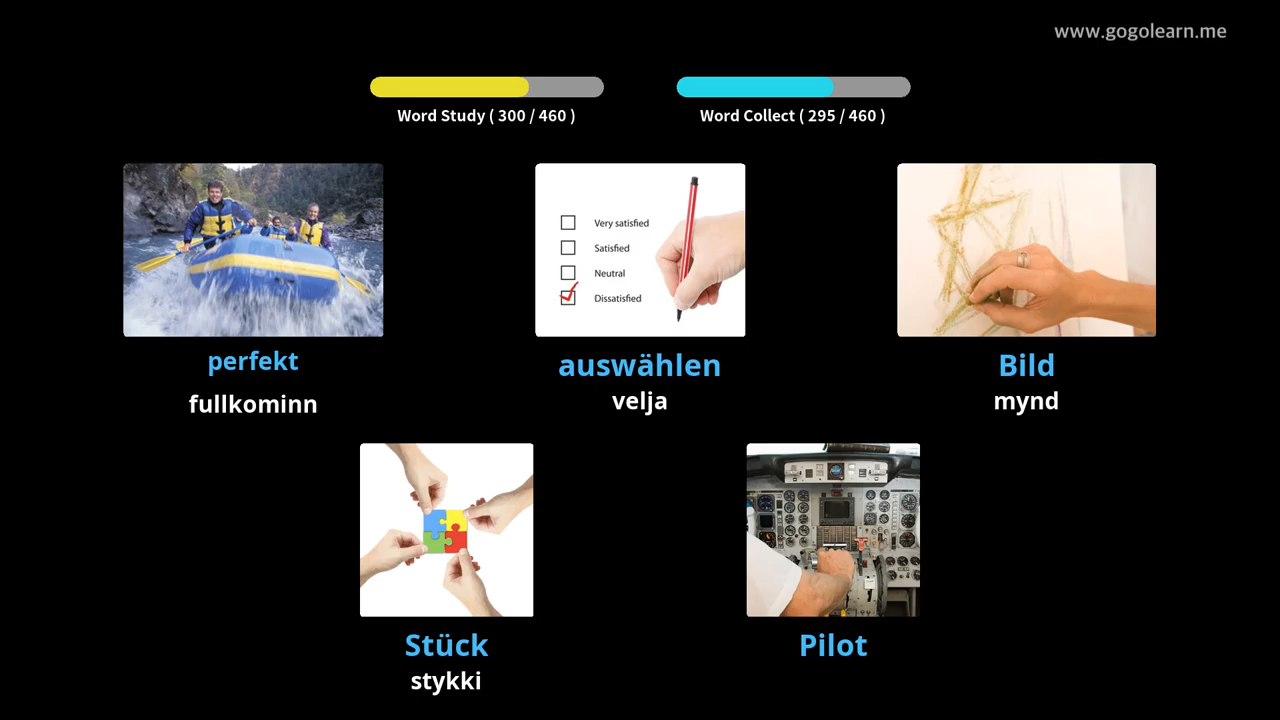 www.gogolearn.me
Word Study ( 300 / 460 )
Word Collect ( 295 / 460 )
Very satisfied
Satisfied
Neutral
Dissatisfied
perfekt
fullkominn
auswählen
velja
Bild
mynd
Stück
stykki
Pilot